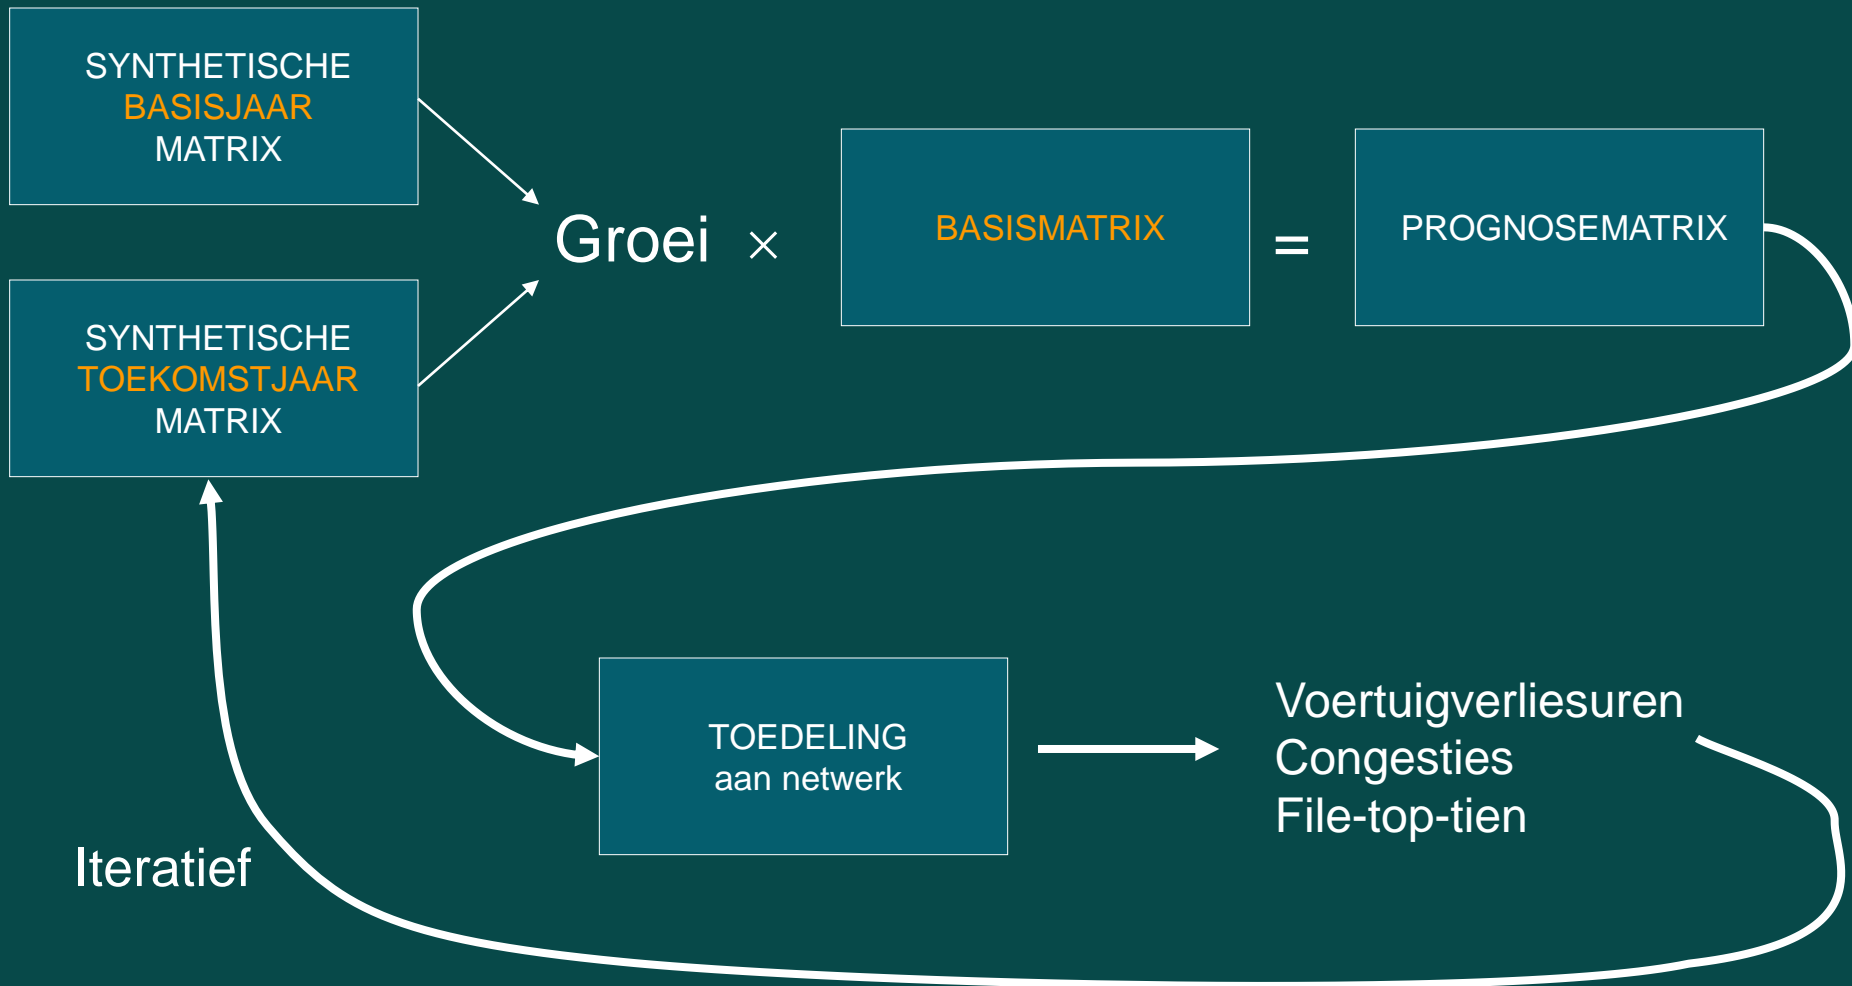 SYNTHETISCHE
BASISJAAR
MATRIX
SYNTHETISCHE
TOEKOMSTJAAR
MATRIX
Groei ×
BASISMATRIX
=
PROGNOSEMATRIX
TOEDELING
aan netwerk
Voertuigverliesuren
Congesties
File-top-tien
Iteratief